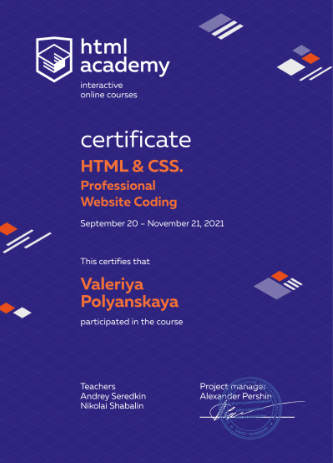 html
academy
interactive
online courses
certificate
HTML & CSS.
Professional
Website Coding
September 20 – November 21, 2021
This certifies that
Valeriya
Polyanskaya
participated in the course
Teachers
Andrey Seredkin
Nikolai Shabalin
Project manager
Alexander Pershin